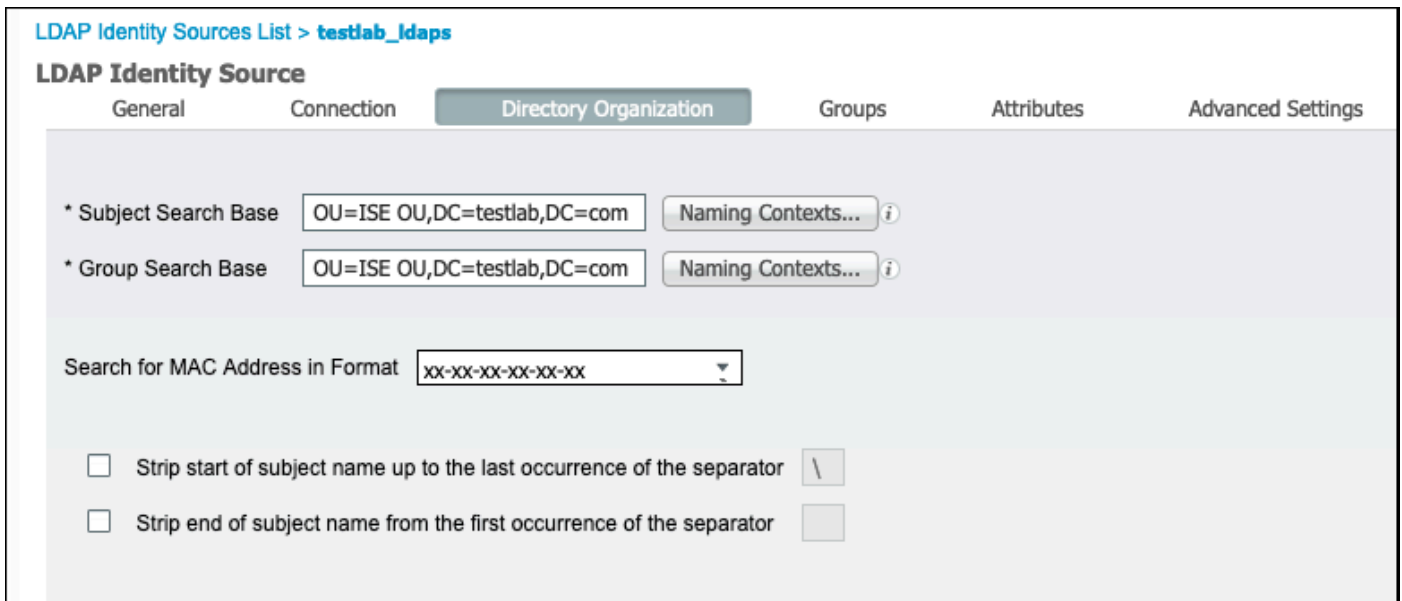 LDAP Identity Sources List > testlab_ldaps
LDAP Identity Source
General Connection Directory Organization Groups Attributes Advanced Settings
* Subject Search Base OU=ISE OU,DC=testlab,DC=com Naming Contexts... i
* Group Search Base OU=ISE OU,DC=testlab,DC=com Naming Contexts... i
Search for MAC Address in Format xx-xx-xx-xx-xx-xx
Strip start of subject name up to the last occurrence of the separator \
Strip end of subject name from the first occurrence of the separator